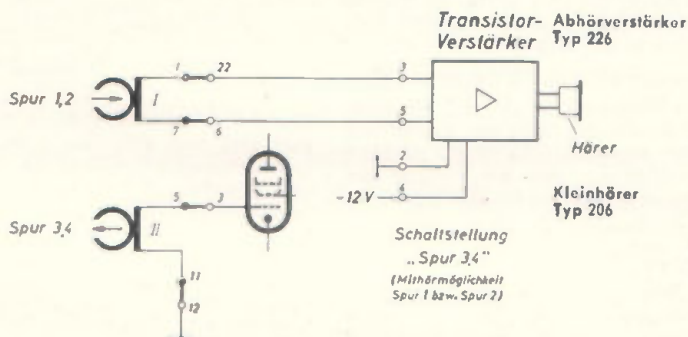 Transistor-
Verstärker
Abhörverstärker
Typ 226
1
22
3
Spur 1,2
I
7
6
5
Hörer
2
-12 V
4
Kleinhörer
Typ 206
5
3
Spur 3,4
II
Schaltstellung
„Spur 3,4"
(Mithörmöglichkeit
Spur 1 bzw. Spur 2)
11
12